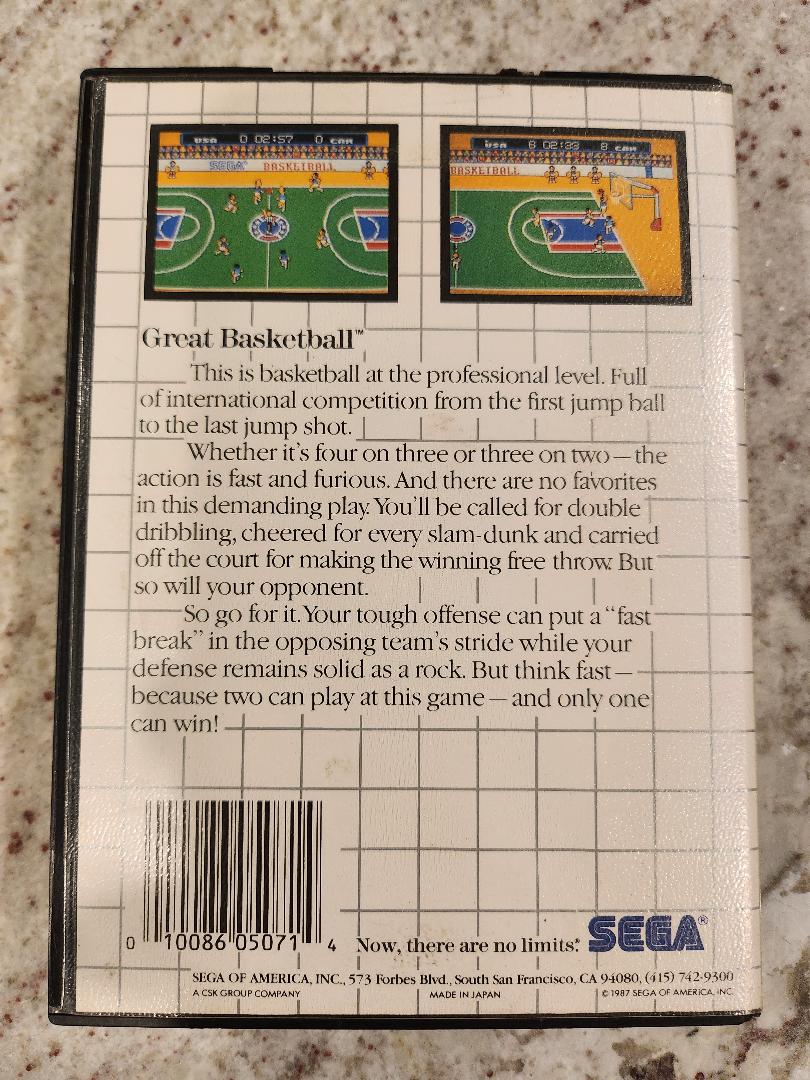 USA 0 02:57 0 CAN
SEGA BASKETBALL
USA 8 02:33 8 CAN
BASKETBALL
Great Basketball™
This is basketball at the professional level. Full
of international competition from the first jump ball
to the last jump shot.
Whether it's four on three or three on two—the
action is fast and furious. And there are no favorites
in this demanding play. You'll be called for double
dribbling, cheered for every slam-dunk and carried
off the court for making the winning free throw. But
so will your opponent.
So go for it. Your tough offense can put a "fast
break" in the opposing team's stride while your
defense remains solid as a rock. But think fast—
because two can play at this game—and only one
can win!
0 10086 05071 4
Now, there are no limits.℠
SEGA®
SEGA OF AMERICA, INC., 573 Forbes Blvd., South San Francisco, CA 94080, (415) 742-9300
A CSK GROUP COMPANY MADE IN JAPAN © 1987 SEGA OF AMERICA, INC.